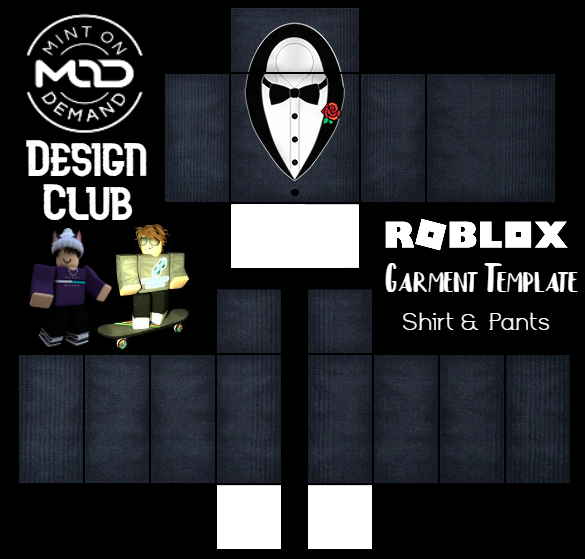 MINT ON
MOD
DEMAND
DESIGN
CLUB
ROBLOX
GARMENT TEMPLATE
Shirt & Pants